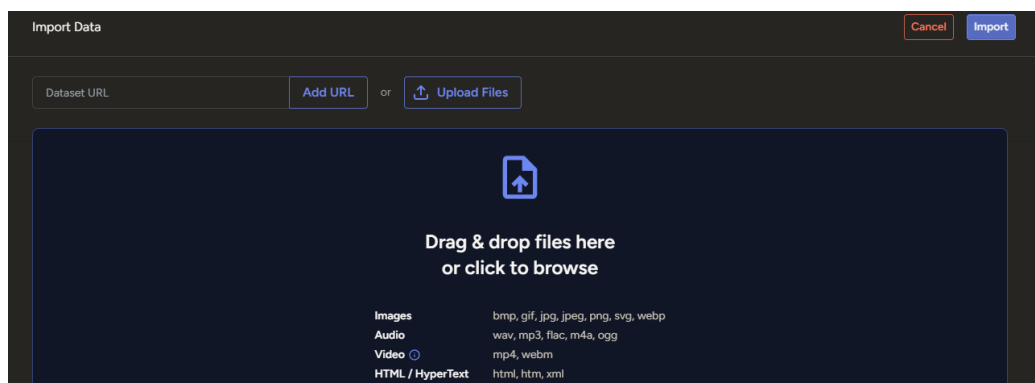 Import Data
Cancel
Import
Dataset URL
Add URL
or
Upload Files
Drag & drop files here
or click to browse
Images bmp, gif, jpg, jpeg, png, svg, webp
Audio wav, mp3, flac, m4a, ogg
Video mp4, webm
HTML / HyperText html, htm, xml